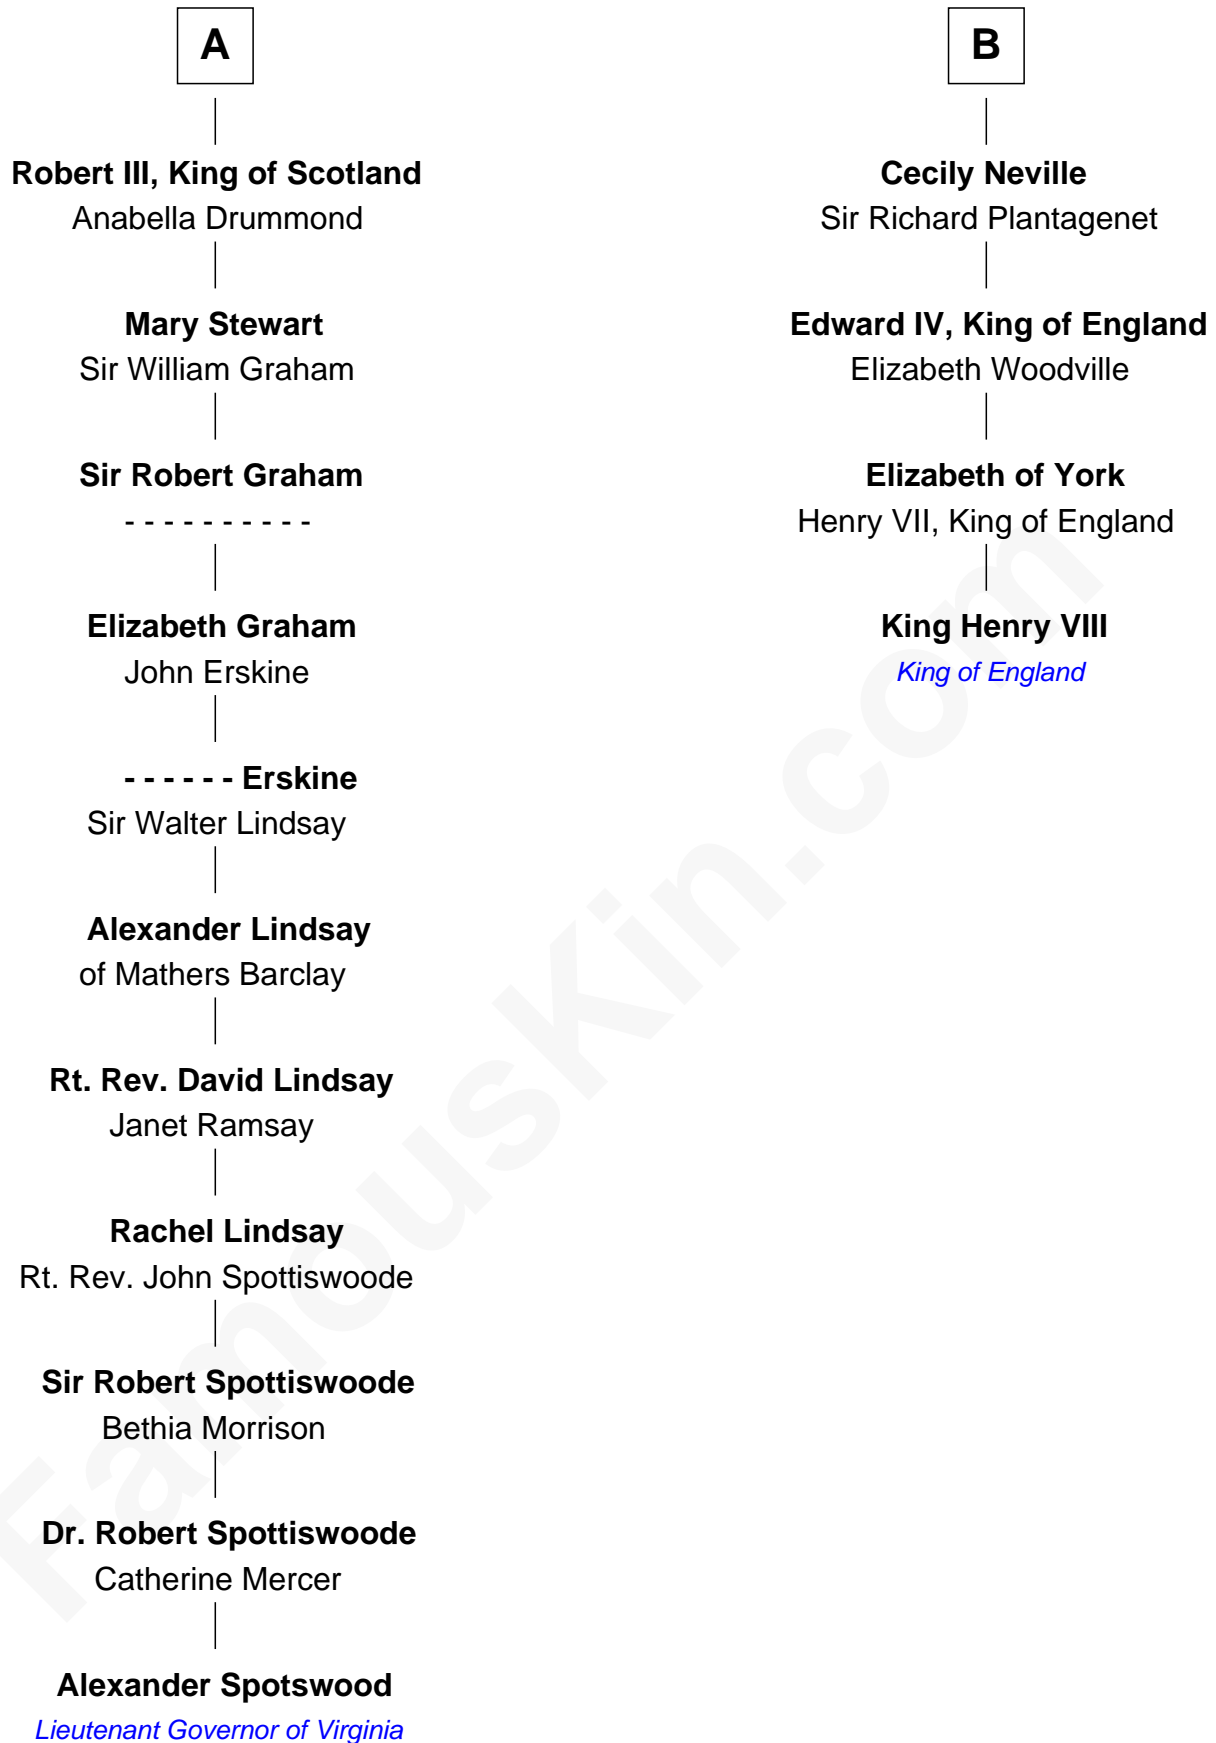 A
Robert III, King of Scotland
Anabella Drummond
Mary Stewart
Sir William Graham
Sir Robert Graham
- - - - - - - - - -
Elizabeth Graham
John Erskine
- - - - - - Erskine
Sir Walter Lindsay
Alexander Lindsay
of Mathers Barclay
Rt. Rev. David Lindsay
Janet Ramsay
Rachel Lindsay
Rt. Rev. John Spottiswoode
Sir Robert Spottiswoode
Bethia Morrison
Dr. Robert Spottiswoode
Catherine Mercer
Alexander Spotswood
Lieutenant Governor of Virginia
B
Cecily Neville
Sir Richard Plantagenet
Edward IV, King of England
Elizabeth Woodville
Elizabeth of York
Henry VII, King of England
King Henry VIII
King of England
FamousKin.com